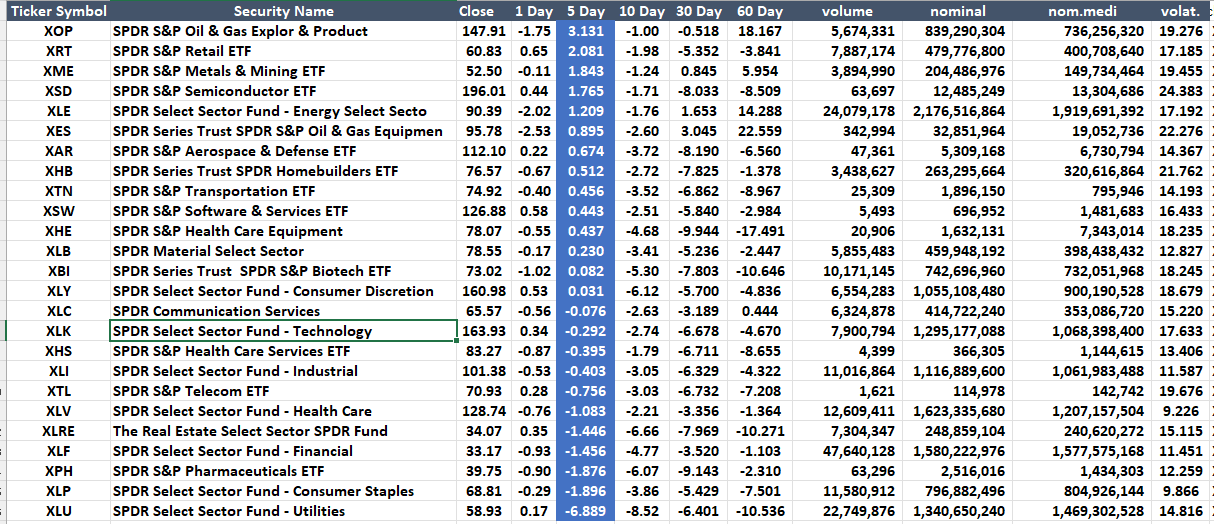 Ticker Symbol Security Name Close 1 Day 5 Day 10 Day 30 Day 60 Day volume nominal nom.medi volat.
XOP SPDR S&P Oil & Gas Explor & Product 147.91 -1.75 3.131 -1.00 -0.518 18.167 5,674,331 839,290,304 736,256,320 19.276
XRT SPDR S&P Retail ETF 60.83 0.65 2.081 -1.98 -5.352 -3.841 7,887,174 479,776,800 400,708,640 17.185
XME SPDR S&P Metals & Mining ETF 52.50 -0.11 1.843 -1.24 0.845 5.954 3,894,990 204,486,976 149,734,464 19.455
XSD SPDR S&P Semiconductor ETF 196.01 0.44 1.765 -1.71 -8.033 -8.509 63,697 12,485,249 13,304,686 24.383
XLE SPDR Select Sector Fund - Energy Select Secto 90.39 -2.02 1.209 -1.76 1.653 14.288 24,079,178 2,176,516,864 1,919,691,392 17.192
XES SPDR Series Trust SPDR S&P Oil & Gas Equipmen 95.78 -2.53 0.895 -2.60 3.045 22.559 342,994 32,851,964 19,052,736 22.276
XAR SPDR S&P Aerospace & Defense ETF 112.10 0.22 0.674 -3.72 -8.190 -6.560 47,361 5,309,168 6,730,794 14.367
XHB SPDR Series Trust SPDR Homebuilders ETF 76.57 -0.67 0.512 -2.72 -7.825 -1.378 3,438,627 263,295,664 320,616,864 21.762
XTN SPDR S&P Transportation ETF 74.92 -0.40 0.456 -3.52 -6.862 -8.967 25,309 1,896,150 795,946 14.193
XSW SPDR S&P Software & Services ETF 126.88 0.58 0.443 -2.51 -5.840 -2.984 5,493 696,952 1,481,683 16.433
XHE SPDR S&P Health Care Equipment 78.07 -0.55 0.437 -4.68 -9.944 -17.491 20,906 1,632,131 7,343,014 18.235
XLB SPDR Material Select Sector 78.55 -0.17 0.230 -3.41 -5.236 -2.447 5,855,483 459,948,192 398,438,432 12.827
XBI SPDR Series Trust SPDR S&P Biotech ETF 73.02 -1.02 0.082 -5.30 -7.803 -10.646 10,171,145 742,696,960 732,051,968 18.245
XLY SPDR Select Sector Fund - Consumer Discretion 160.98 0.53 0.031 -6.12 -5.700 -4.836 6,554,283 1,055,108,480 900,190,528 18.679
XLC SPDR Communication Services 65.57 -0.56 -0.076 -2.63 -3.189 0.444 6,324,878 414,722,240 353,086,720 15.220
XLK SPDR Select Sector Fund - Technology 163.93 0.34 -0.292 -2.74 -6.678 -4.670 7,900,794 1,295,177,088 1,068,398,400 17.633
XHS SPDR S&P Health Care Services ETF 83.27 -0.87 -0.395 -1.79 -6.711 -8.655 4,399 366,305 1,144,615 13.406
XLI SPDR Select Sector Fund - Industrial 101.38 -0.53 -0.403 -3.05 -6.329 -4.322 11,016,864 1,116,889,600 1,061,983,488 11.587
XTL SPDR S&P Telecom ETF 70.93 0.28 -0.756 -3.03 -6.732 -7.208 1,621 114,978 142,742 19.676
XLV SPDR Select Sector Fund - Health Care 128.74 -0.76 -1.083 -2.21 -3.356 -1.364 12,609,411 1,623,335,680 1,207,157,504 9.226
XLRE The Real Estate Select Sector SPDR Fund 34.07 0.35 -1.446 -6.66 -7.969 -10.271 7,304,347 248,859,104 240,620,272 15.115
XLF SPDR Select Sector Fund - Financial 33.17 -0.93 -1.456 -4.77 -3.520 -1.103 47,640,128 1,580,222,976 1,577,575,168 11.451
XPH SPDR S&P Pharmaceuticals ETF 39.75 -0.90 -1.876 -6.07 -9.143 -2.310 63,296 2,516,016 1,434,303 12.259
XLP SPDR Select Sector Fund - Consumer Staples 68.81 -0.29 -1.896 -3.86 -5.429 -7.501 11,580,912 796,882,496 804,926,144 9.866
XLU SPDR Select Sector Fund - Utilities 58.93 0.17 -6.889 -8.52 -6.401 -10.536 22,749,876 1,340,650,240 1,469,302,528 14.816